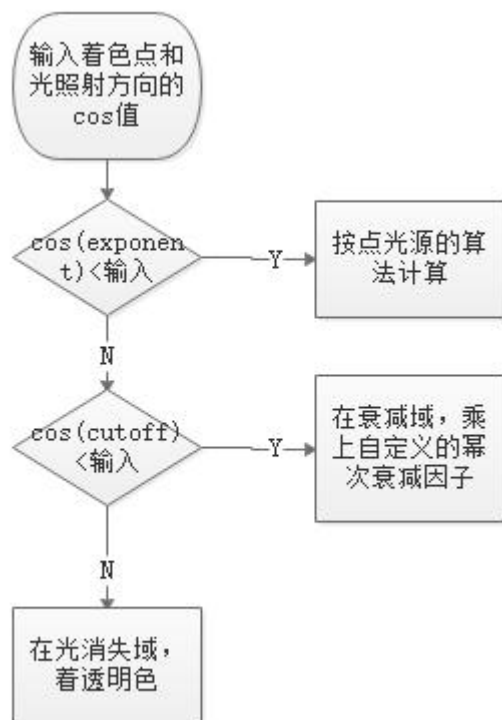 输入着色点和
光照射方向的
cos值
cos(exponen
t)<输入
Y
按点光源的算
法计算
N
cos(cutoff)
<输入
Y
在衰减域，乘
上自定义的幂
次衰减因子
N
在光消失域，
着透明色